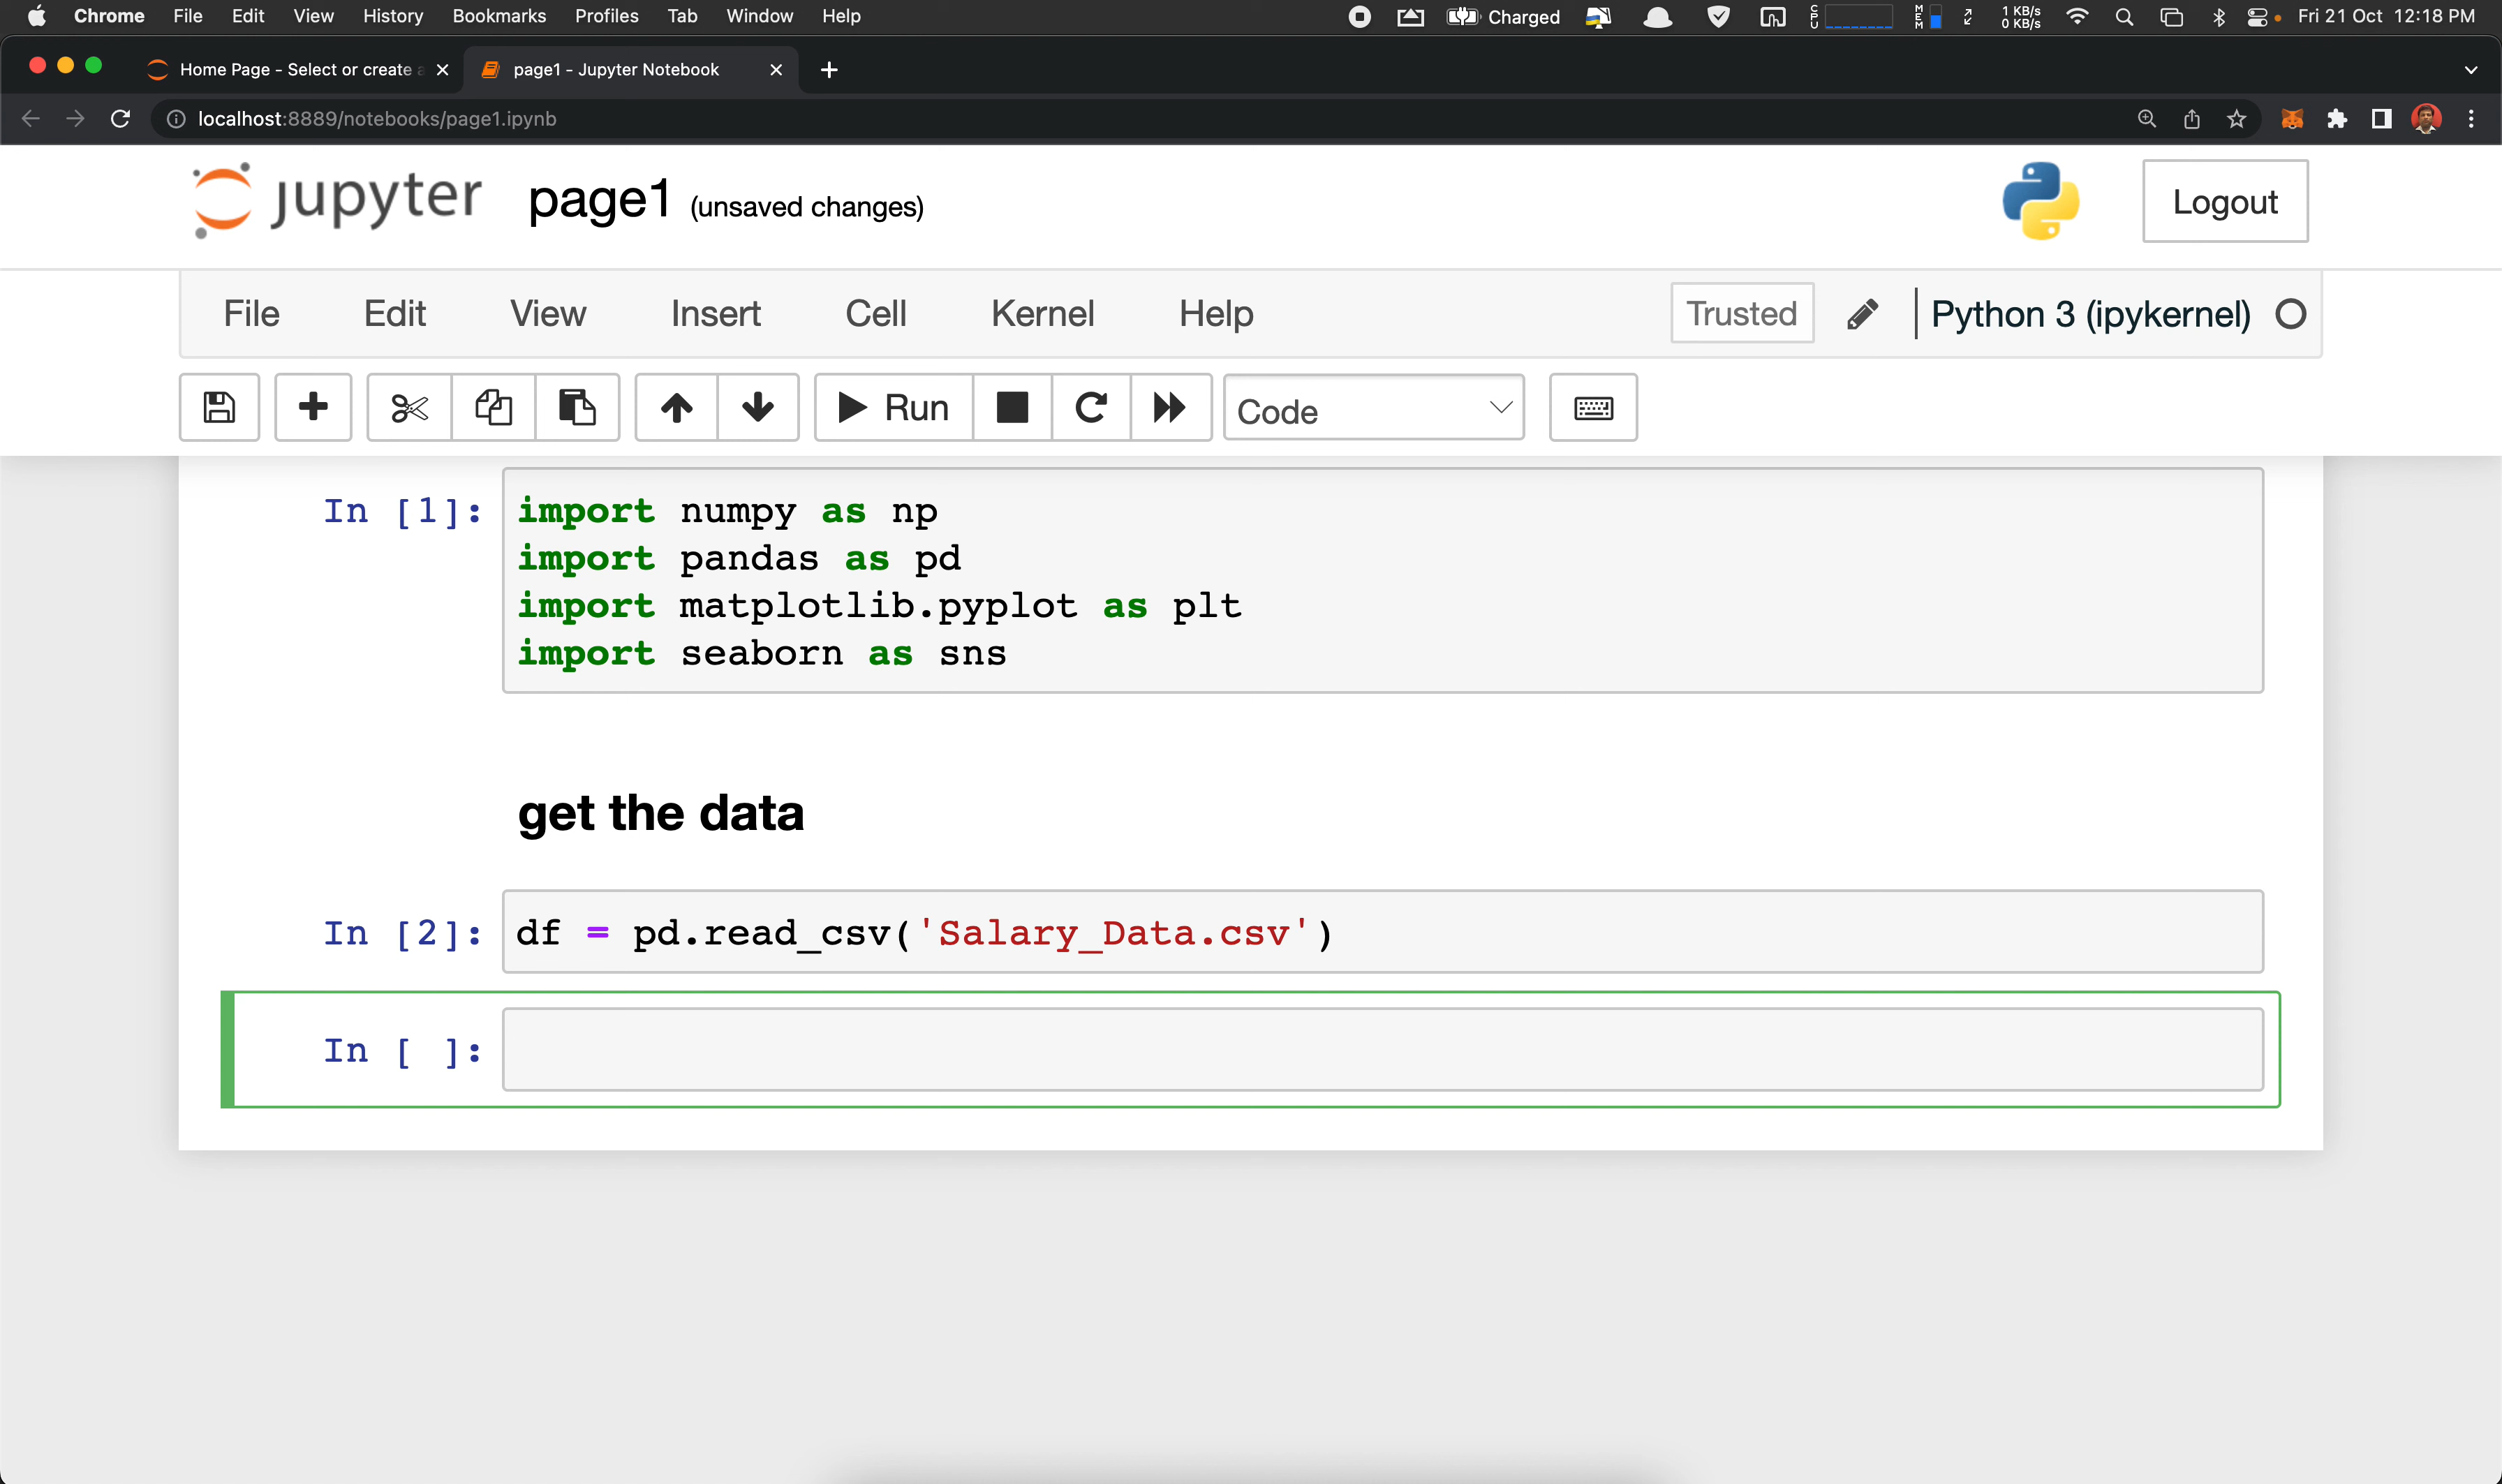 Chrome File Edit View History Bookmarks Profiles Tab Window Help Charged CPU MEM 1 KB/s 0 KB/s Fri 21 Oct 12:18 PM
Home Page - Select or create a page1 - Jupyter Notebook
localhost:8889/notebooks/page1.ipynb
jupyter page1 (unsaved changes) Logout
File Edit View Insert Cell Kernel Help Trusted Python 3 (ipykernel)
Run Code
In [1]: import numpy as np
import pandas as pd
import matplotlib.pyplot as plt
import seaborn as sns
get the data
In [2]: df = pd.read_csv('Salary_Data.csv')
In [ ]: